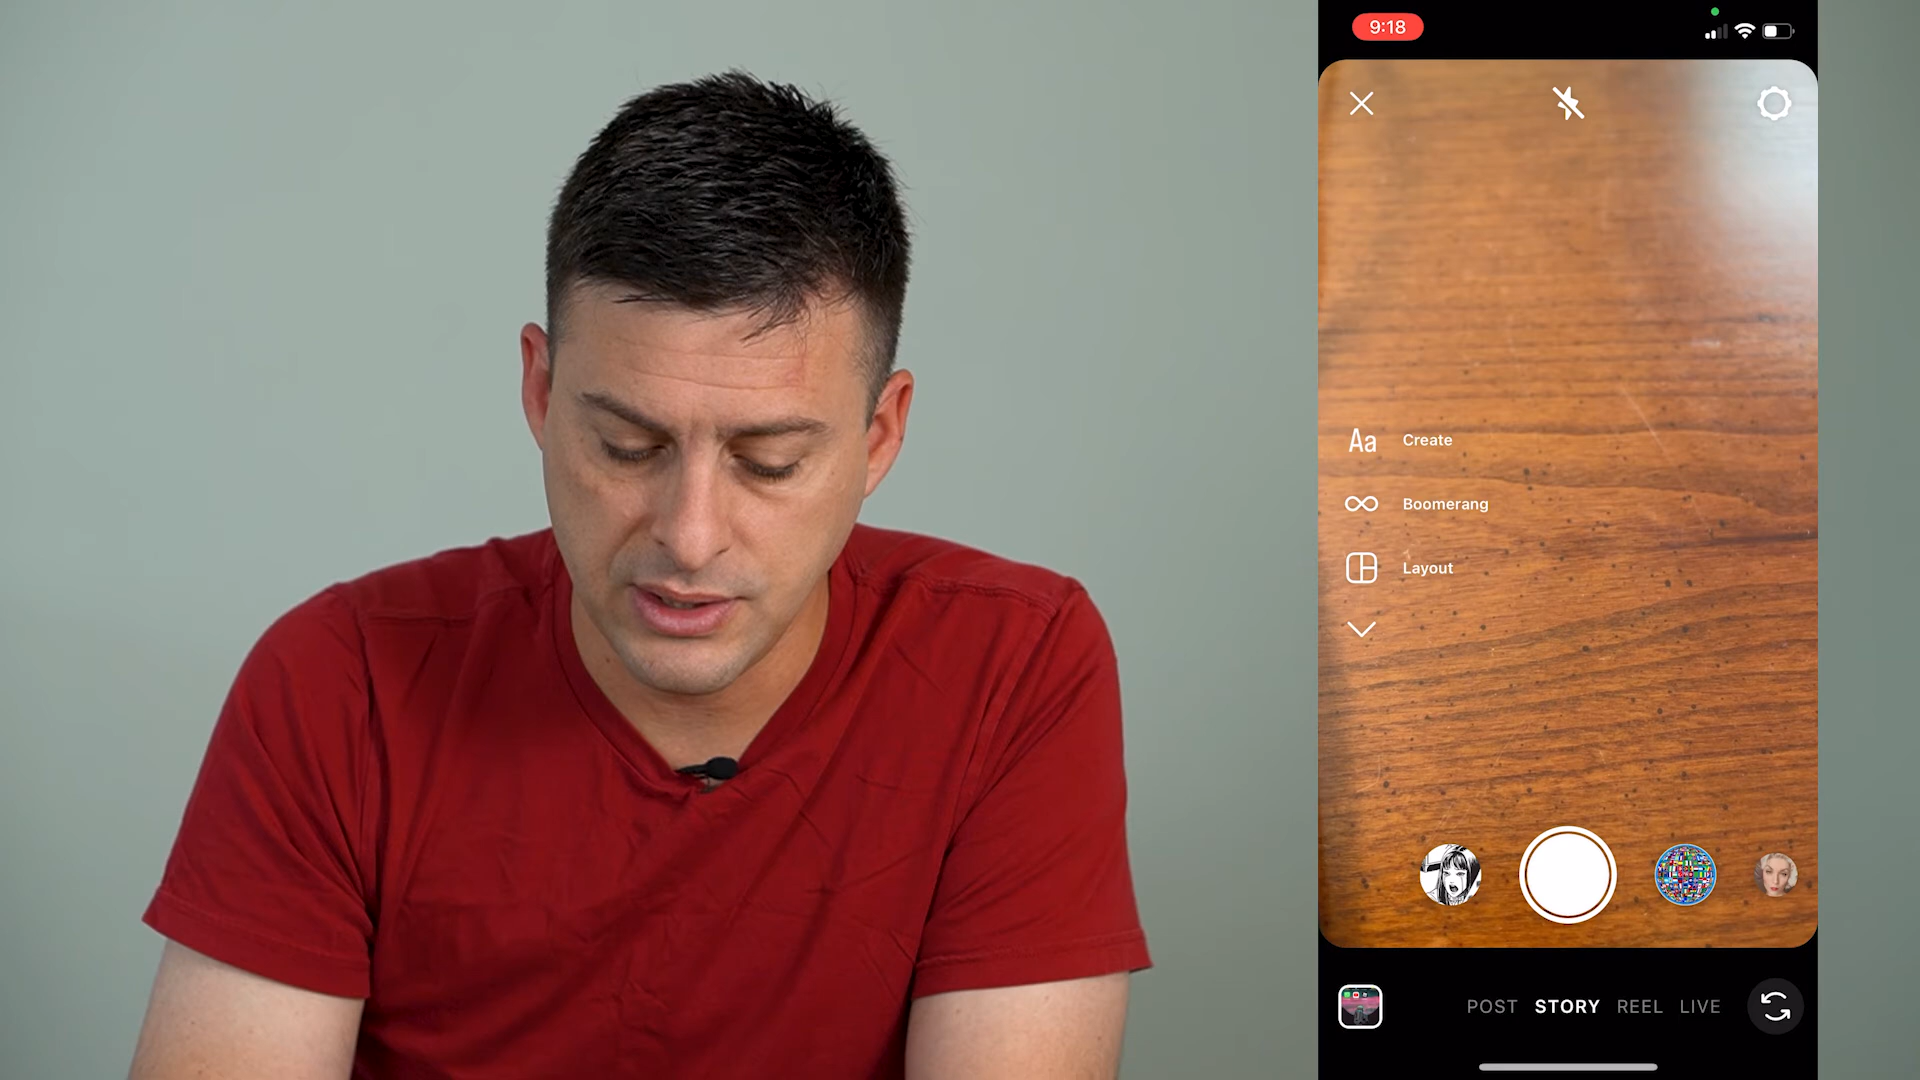 9:18
Aa Create
Boomerang
Layout
POST STORY REEL LIVE